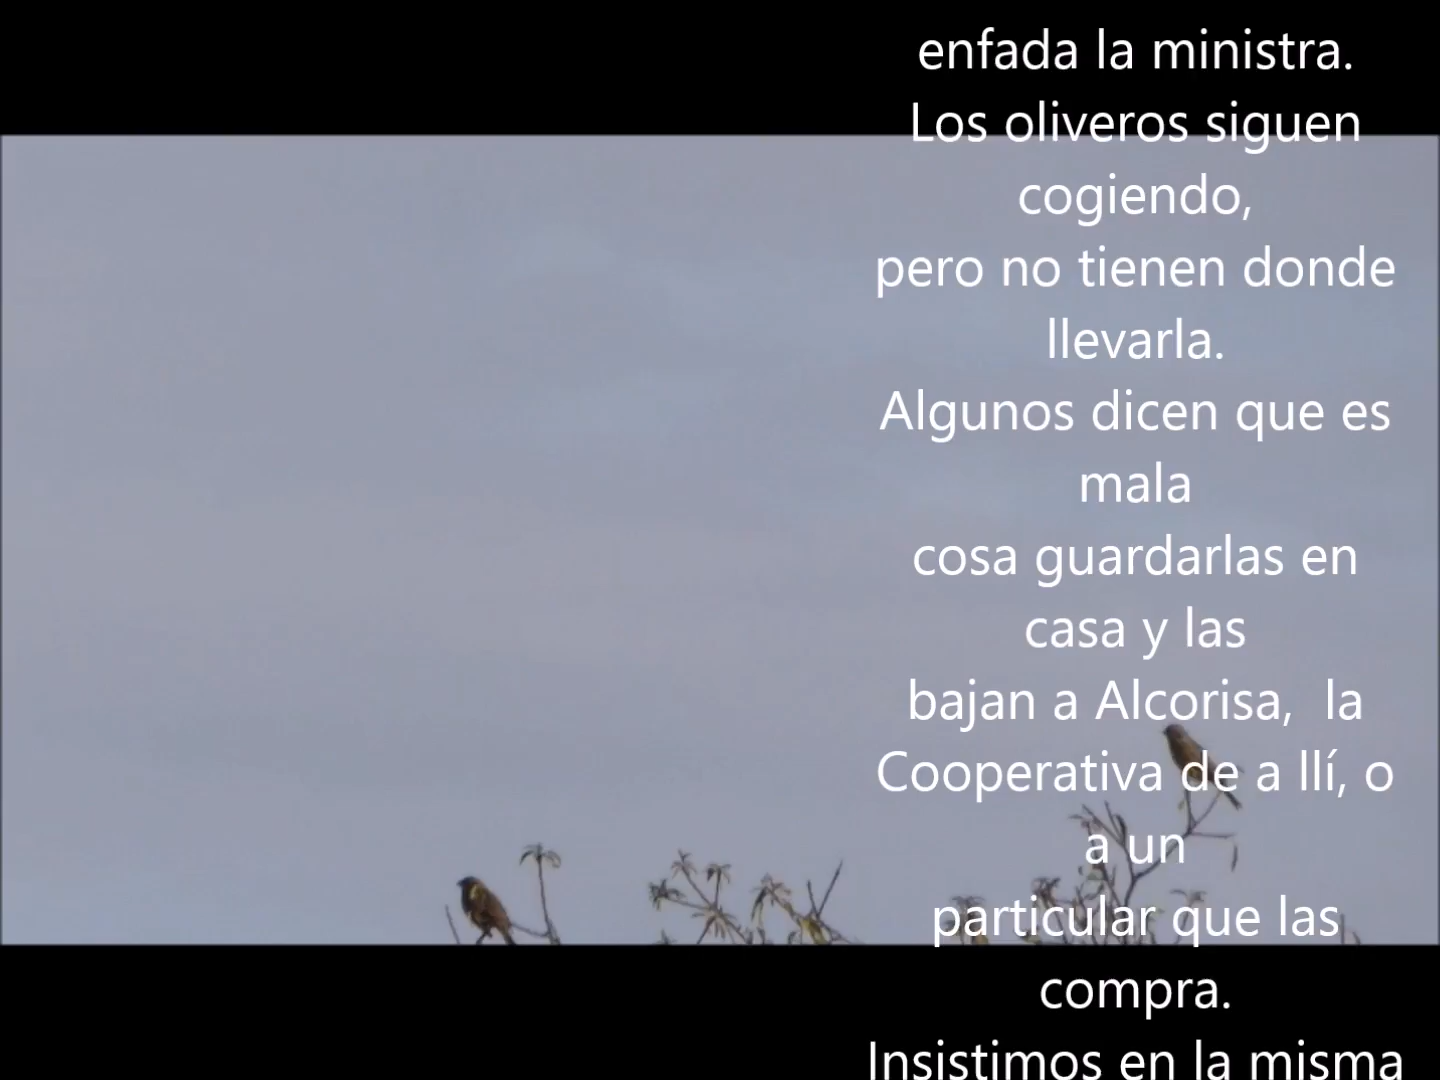 enfada la ministra.
Los oliveros siguen
cogiendo,
pero no tienen donde
llevarla.
Algunos dicen que es
mala
cosa guardarlas en
casa y las
bajan a Alcorisa,  la
Cooperativa de a llí, o
a un
particular que las
compra.
Insistimos en la misma